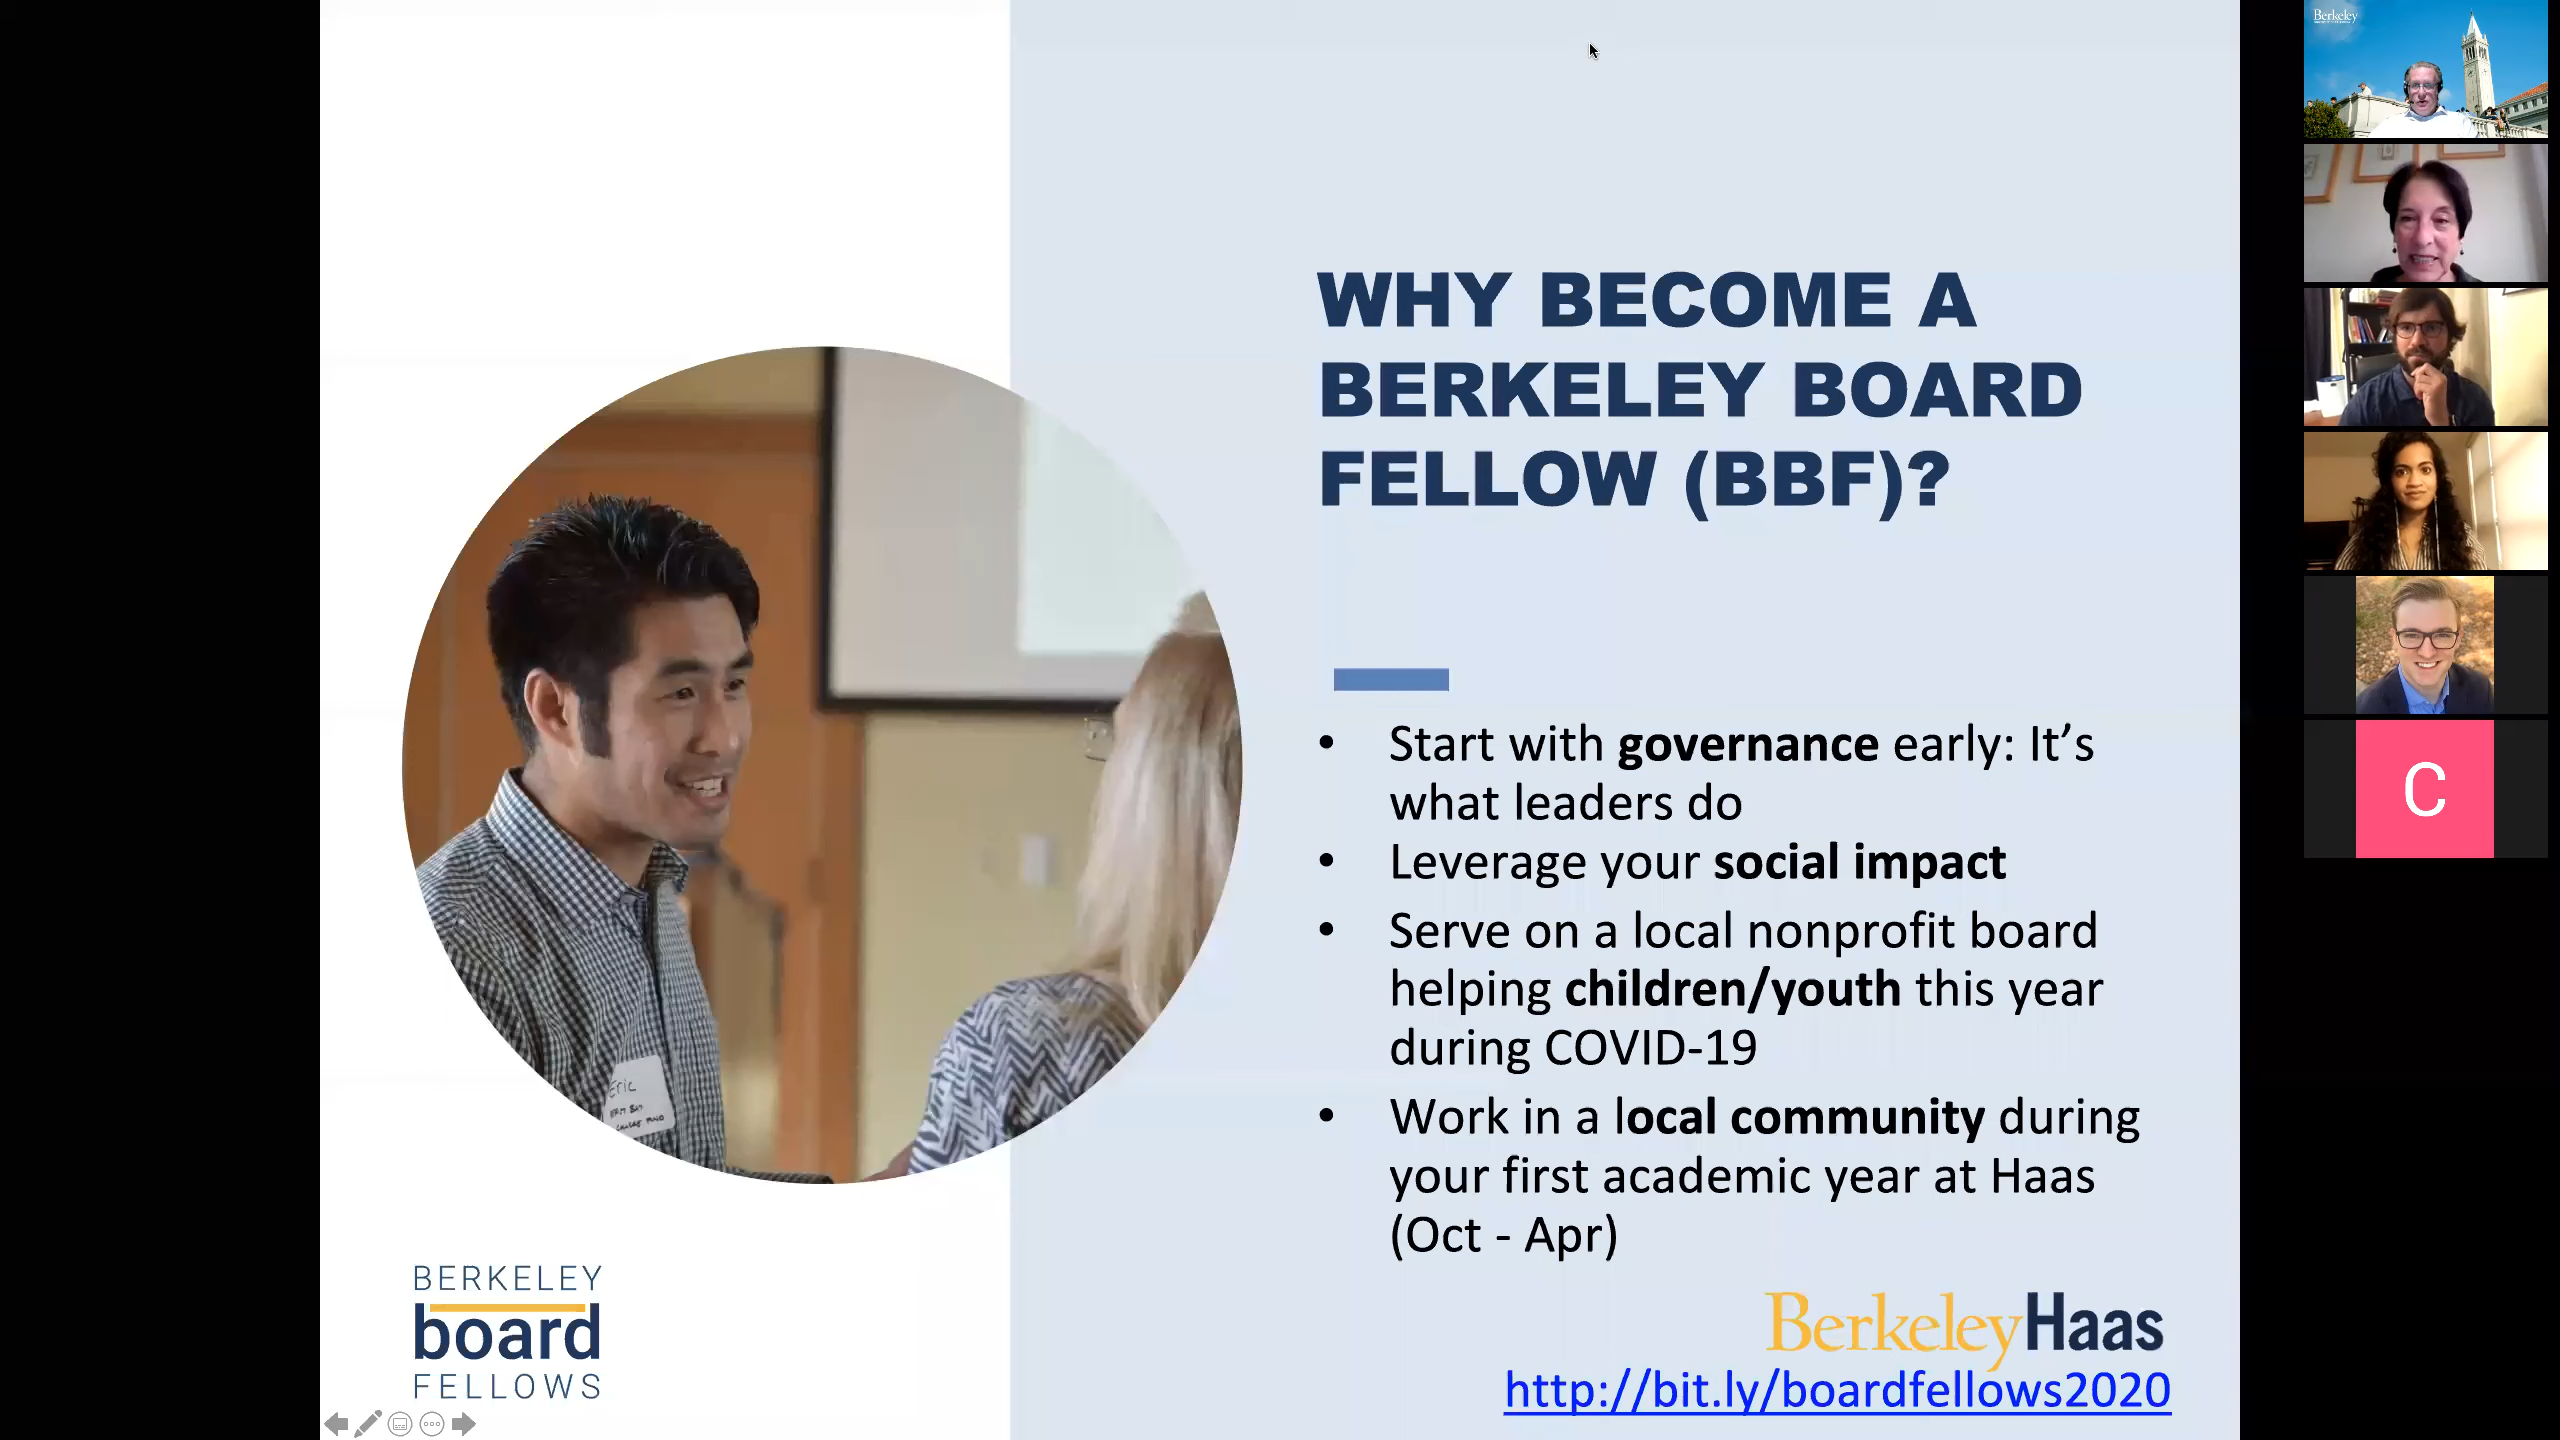 WHY BECOME A
BERKELEY BOARD
FELLOW (BBF)?
• Start with governance early: It’s
what leaders do
• Leverage your social impact
• Serve on a local nonprofit board
helping children/youth this year
during COVID-19
• Work in a local community during
your first academic year at Haas
(Oct - Apr)
BerkeleyHaas
http://bit.ly/boardfellows2020
Eric
BERKELEY
board
FELLOWS
Berkeley
C